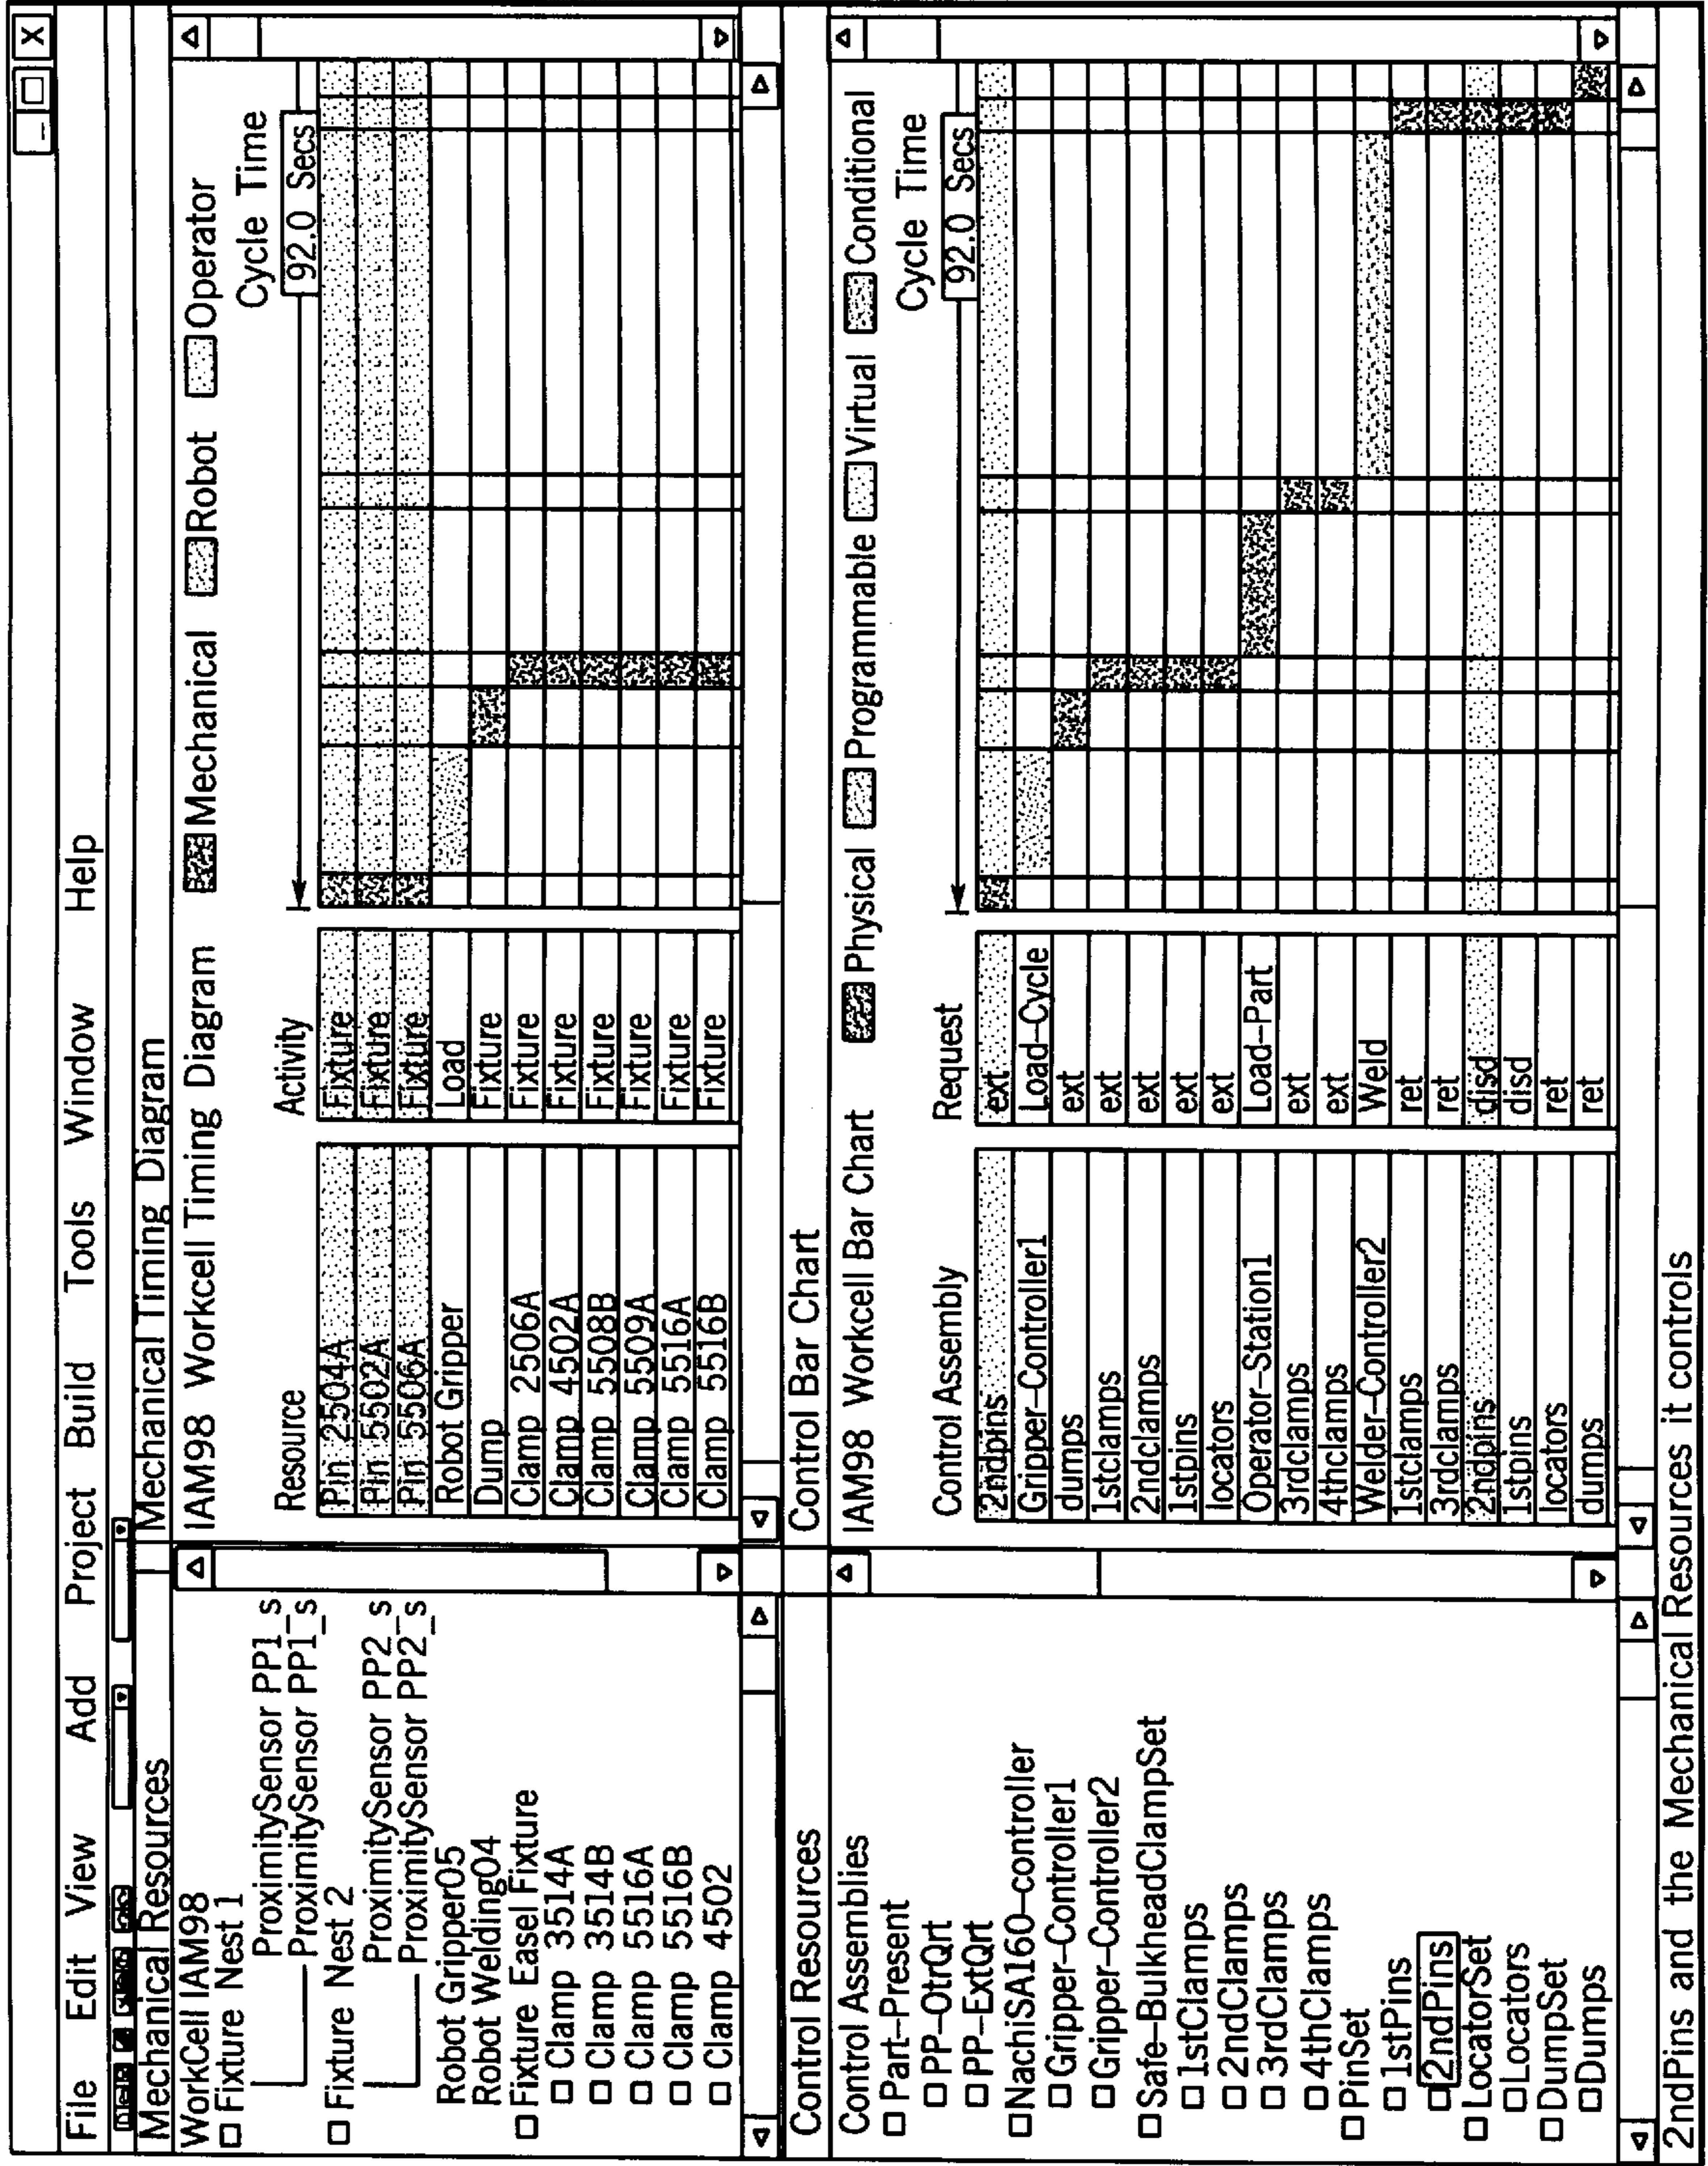 File Edit View Add Project Build Tools Window Help
Mechanical Resources
WorkCell IAM98
Fixture Nest 1
ProximitySensor PP1_s
ProximitySensor PP1_s
Fixture Nest 2
ProximitySensor PP2_s
ProximitySensor PP2_s
Robot Gripper05
Robot Welding04
Fixture Easel Fixture
Clamp 3514A
Clamp 3514B
Clamp 5516A
Clamp 5516B
Clamp 4502
Mechanical Timing Diagram
IAM98 Workcell Timing Diagram Mechanical Robot Operator
Cycle Time
Resource Activity 92.0 Secs
Pin 2504A Fixture
Pin 5502A Fixture
Pin 5506A Fixture
Robot Gripper Load
Dump Fixture
Clamp 2506A Fixture
Clamp 4502A Fixture
Clamp 5508B Fixture
Clamp 5509A Fixture
Clamp 5516A Fixture
Clamp 5516B Fixture
Control Resources
Control Assemblies
Part-Present
PP-OtrQrt
PP-ExtQrt
NachiSA160-controller
Gripper-Controller1
Gripper-Controller2
Safe-BulkheadClampSet
1stClamps
2ndClamps
3rdClamps
4thClamps
PinSet
1stPins
2ndPins
LocatorSet
Locators
DumpSet
Dumps
Control Bar Chart
IAM98 Workcell Bar Chart Physical Programmable Virtual Conditional
Cycle Time
Control Assembly Request 92.0 Secs
2ndpins ext
Gripper-Controller1 Load-Cycle
dumps ext
1stclamps ext
2ndclamps ext
1stpins ext
locators ext
Operator-Station1 Load-Part
3rdclamps ext
4thclamps ext
Welder-Controller2 Weld
1stclamps ret
3rdclamps ret
2ndpins disd
1stpins disd
locators ret
dumps ret
2ndPins and the Mechanical Resources it controls